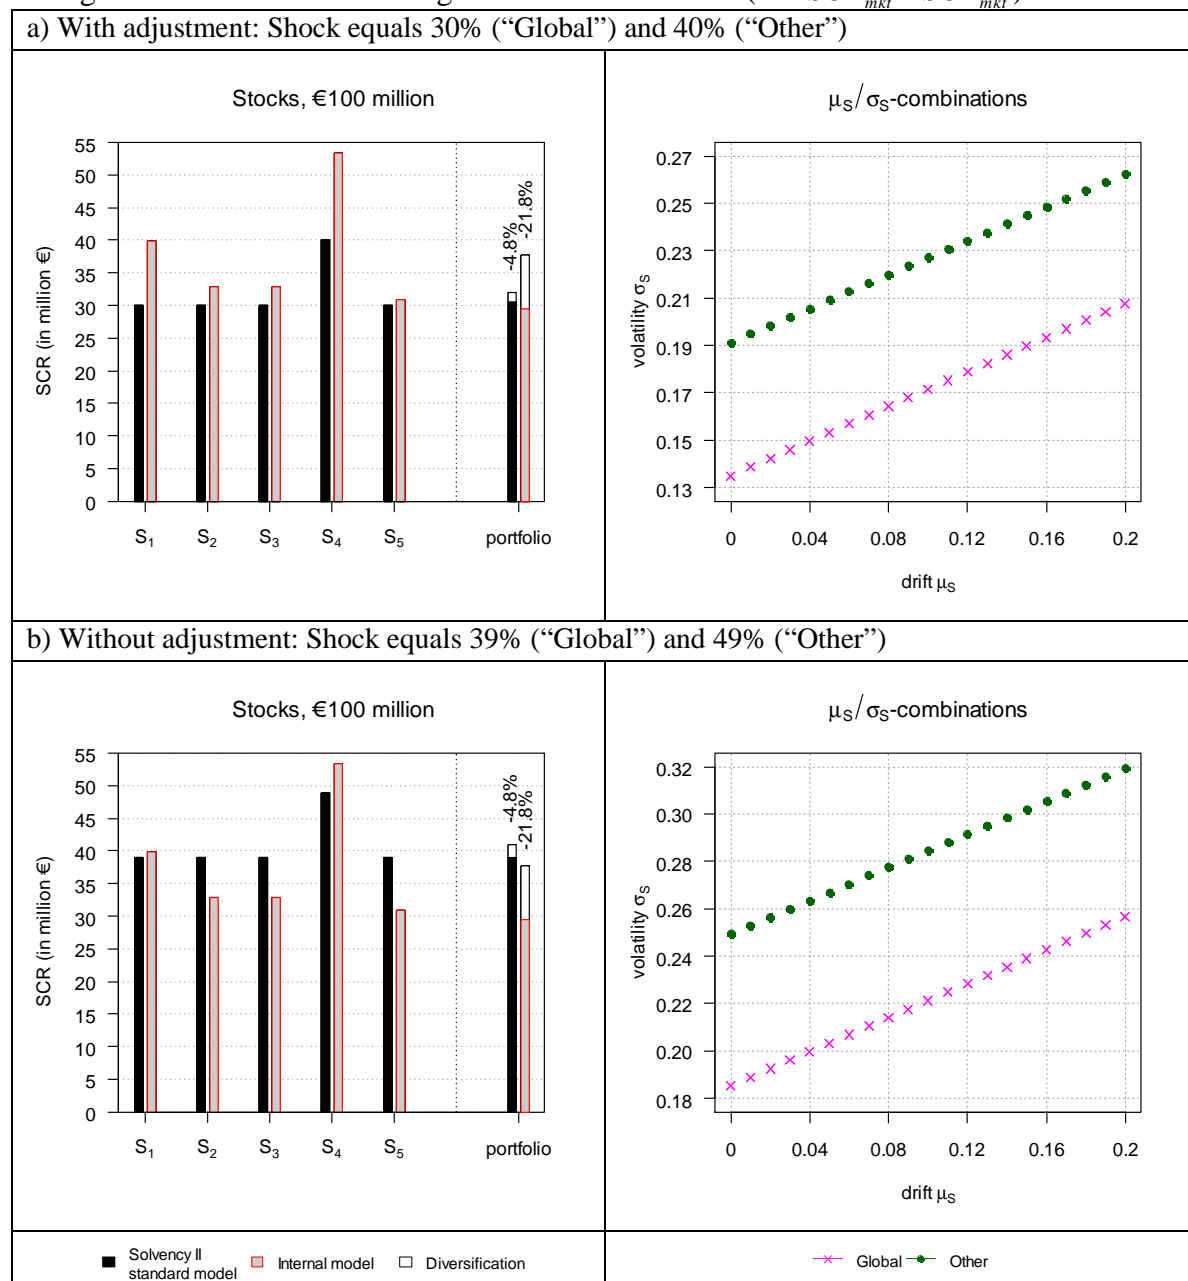 a) With adjustment: Shock equals 30% (“Global”) and 40% (“Other”)
Stocks, €100 million
SCR (in million €)
55
50
45
40
35
30
25
20
15
10
5
0
-4.8%
-21.8%
S1 S2 S3 S4 S5 portfolio
μS/σS-combinations
volatility σS
0.27
0.25
0.23
0.21
0.19
0.17
0.15
0.13
0 0.04 0.08 0.12 0.16 0.2
drift μS
b) Without adjustment: Shock equals 39% (“Global”) and 49% (“Other”)
Stocks, €100 million
SCR (in million €)
55
50
45
40
35
30
25
20
15
10
5
0
-4.8%
-21.8%
S1 S2 S3 S4 S5 portfolio
μS/σS-combinations
volatility σS
0.32
0.30
0.28
0.26
0.24
0.22
0.20
0.18
0 0.04 0.08 0.12 0.16 0.2
drift μS
Solvency II
standard model
Internal model
Diversification
Global
Other